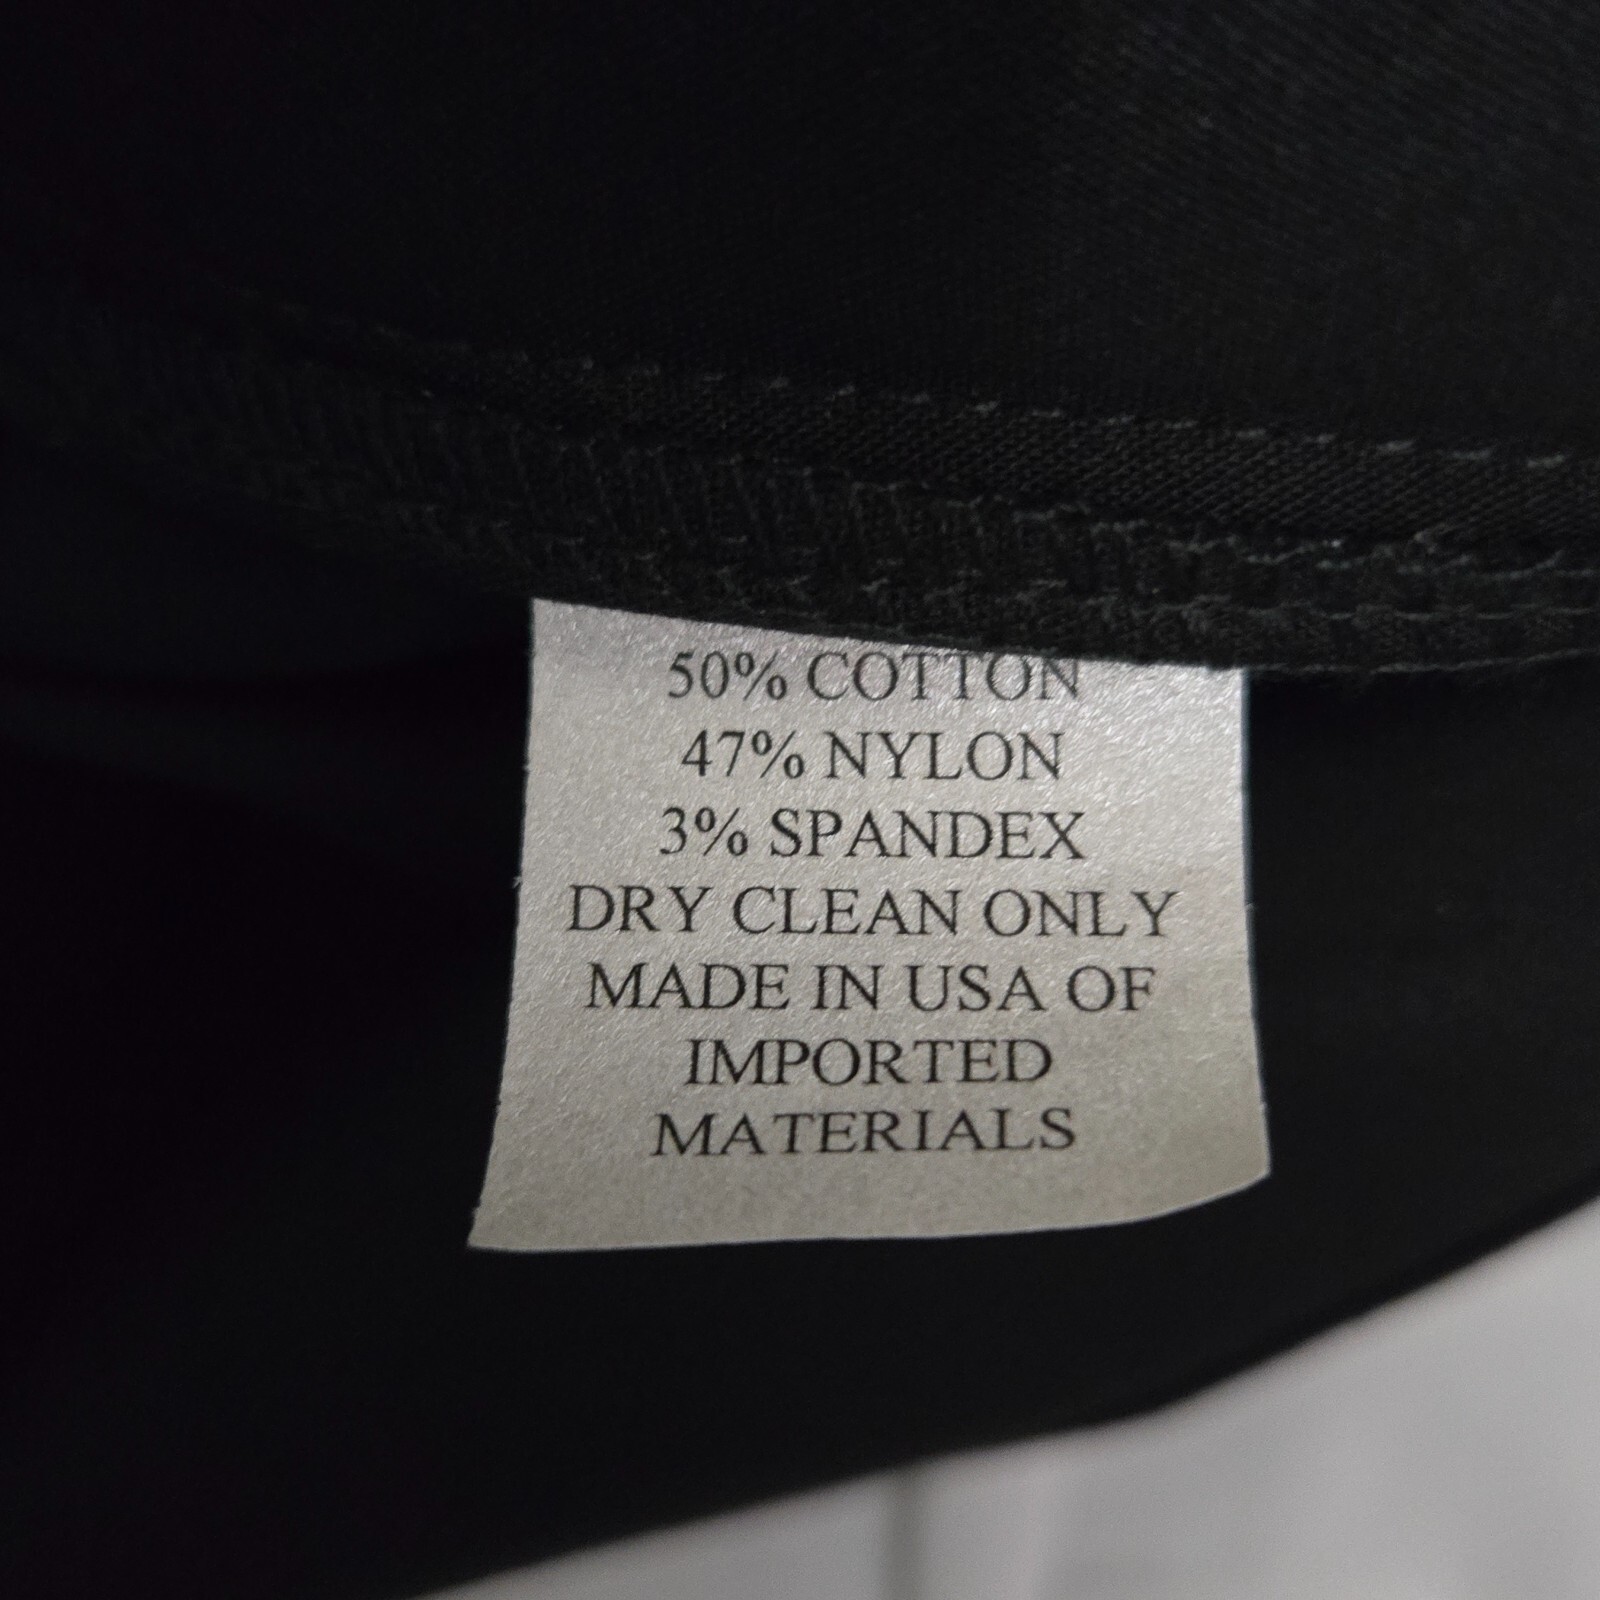 50% COTTON
47% NYLON
3% SPANDEX
DRY CLEAN ONLY
MADE IN USA OF
IMPORTED
MATERIALS